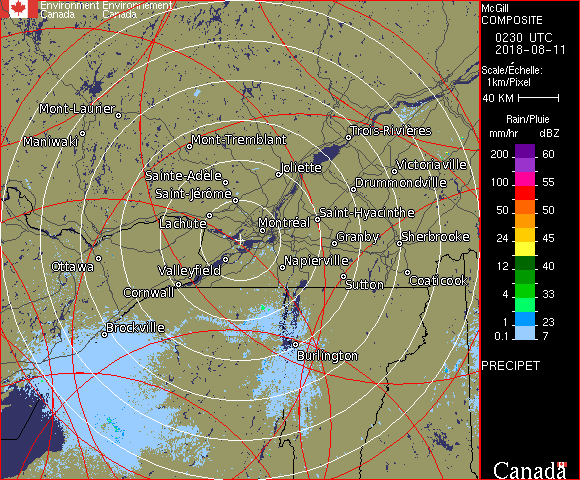 Environment Environnement
Canada Canada
McGill
COMPOSITE
0230 UTC
2018-08-11
Scale/Échelle:
1km/Pixel
40 KM
Rain/Pluie
mm/hr dBZ
200 60
100 55
50 50
24 45
12 40
4 33
1 23
0.1 7
PRECIPET
Canada
Mont-Laurier
Maniwaki
Mont-Tremblant
Trois-Rivières
Joliette
Victoriaville
Sainte-Adèle
Drummondville
Saint-Jérôme
Lachute
Saint-Hyacinthe
Montréal
Granby
Sherbrooke
Ottawa
Valleyfield
Napierville
Cornwall
Sutton
Coaticook
Brockville
Burlington